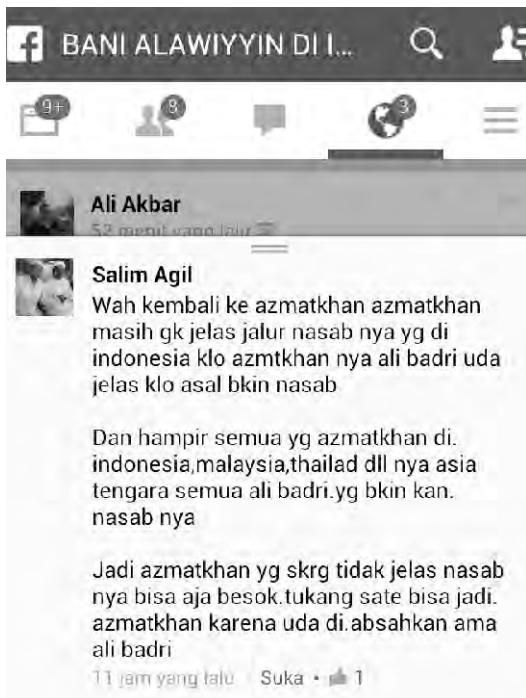 f BANI ALAWIYYIN DI I...
9+ 8 3
Ali Akbar
52 menit yang lalu
Salim Agil
Wah kembali ke azmatkhan azmatkhan
masih gk jelas jalur nasab nya yg di
indonesia klo azmtkhan nya ali badri uda
jelas klo asal bkin nasab
Dan hampir semua yg azmatkhan di.
indonesia,malaysia,thailad dll nya asia
tengara semua ali badri.yg bkin kan.
nasab nya
Jadi azmatkhan yg skrg tidak jelas nasab
nya bisa aja besok.tukang sate bisa jadi.
azmatkhan karena uda di.absahkan ama
ali badri
11 jam yang lalu Suka • 1